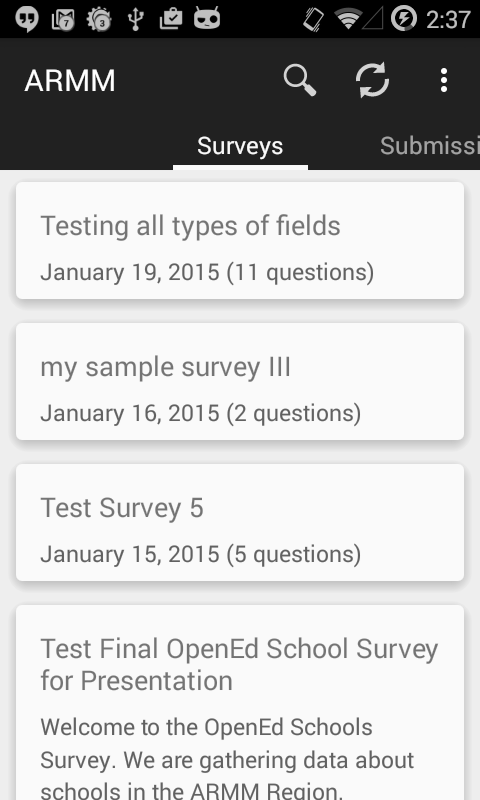 7
3
2:37
ARMM
Surveys
Submissi
Testing all types of fields
January 19, 2015 (11 questions)
my sample survey III
January 16, 2015 (2 questions)
Test Survey 5
January 15, 2015 (5 questions)
Test Final OpenEd School Survey
for Presentation
Welcome to the OpenEd Schools
Survey. We are gathering data about
schools in the ARMM Region.